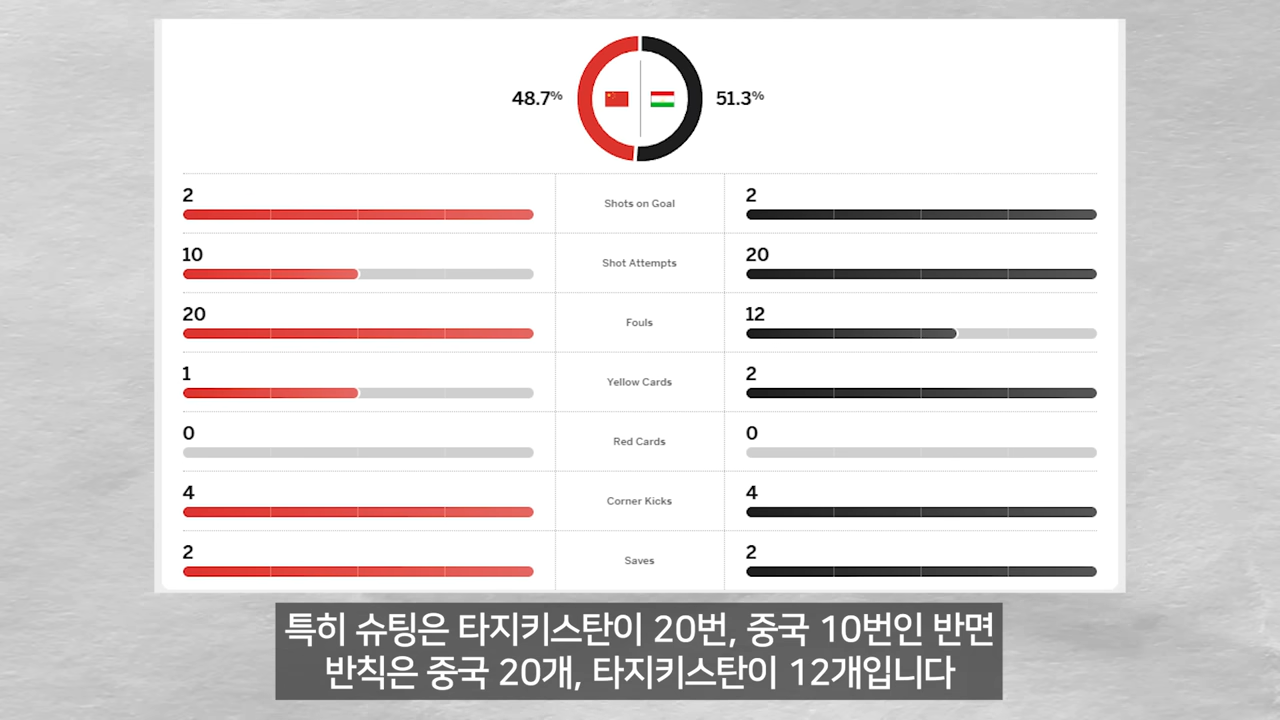 48.7% 51.3%
2 Shots on Goal 2
10 Shot Attempts 20
20 Fouls 12
1 Yellow Cards 2
0 Red Cards 0
4 Corner Kicks 4
2 Saves 2
특히 슈팅은 타지키스탄이 20번, 중국 10번인 반면
반칙은 중국 20개, 타지키스탄이 12개입니다